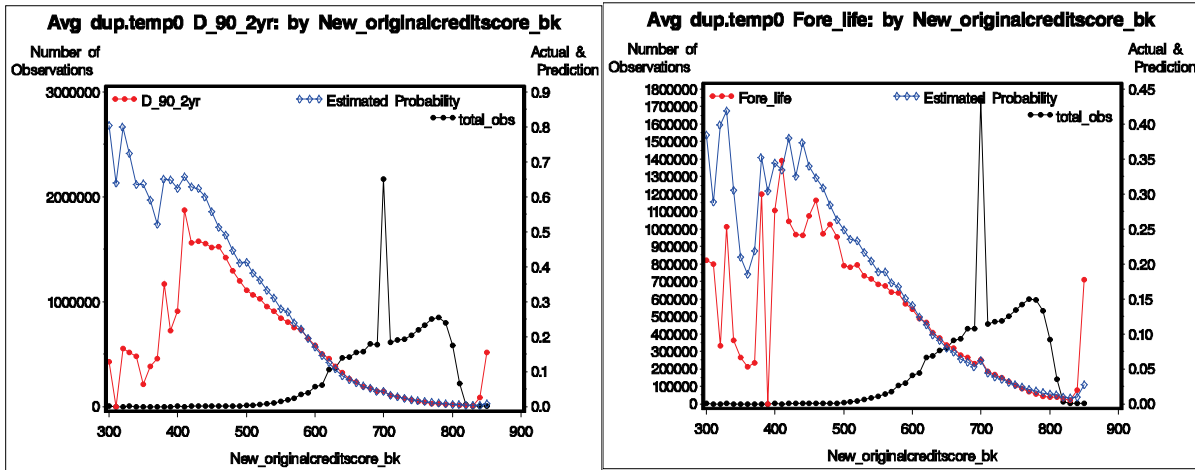 Avg dup.temp0 D_90_2yr: by New_originalcreditscore_bk
Number of
Observations
Actual &
Prediction
D_90_2yr
Estimated Probability
total_obs
3000000
2000000
1000000
0
0.9
0.8
0.7
0.6
0.5
0.4
0.3
0.2
0.1
0.0
300 400 500 600 700 800 900
New_originalcreditscore_bk
Avg dup.temp0 Fore_life: by New_originalcreditscore_bk
Number of
Observations
Actual &
Prediction
Fore_life
Estimated Probability
total_obs
1800000
1700000
1600000
1500000
1400000
1300000
1200000
1100000
1000000
900000
800000
700000
600000
500000
400000
300000
200000
100000
0
0.45
0.40
0.35
0.30
0.25
0.20
0.15
0.10
0.05
0.00
300 400 500 600 700 800 900
New_originalcreditscore_bk